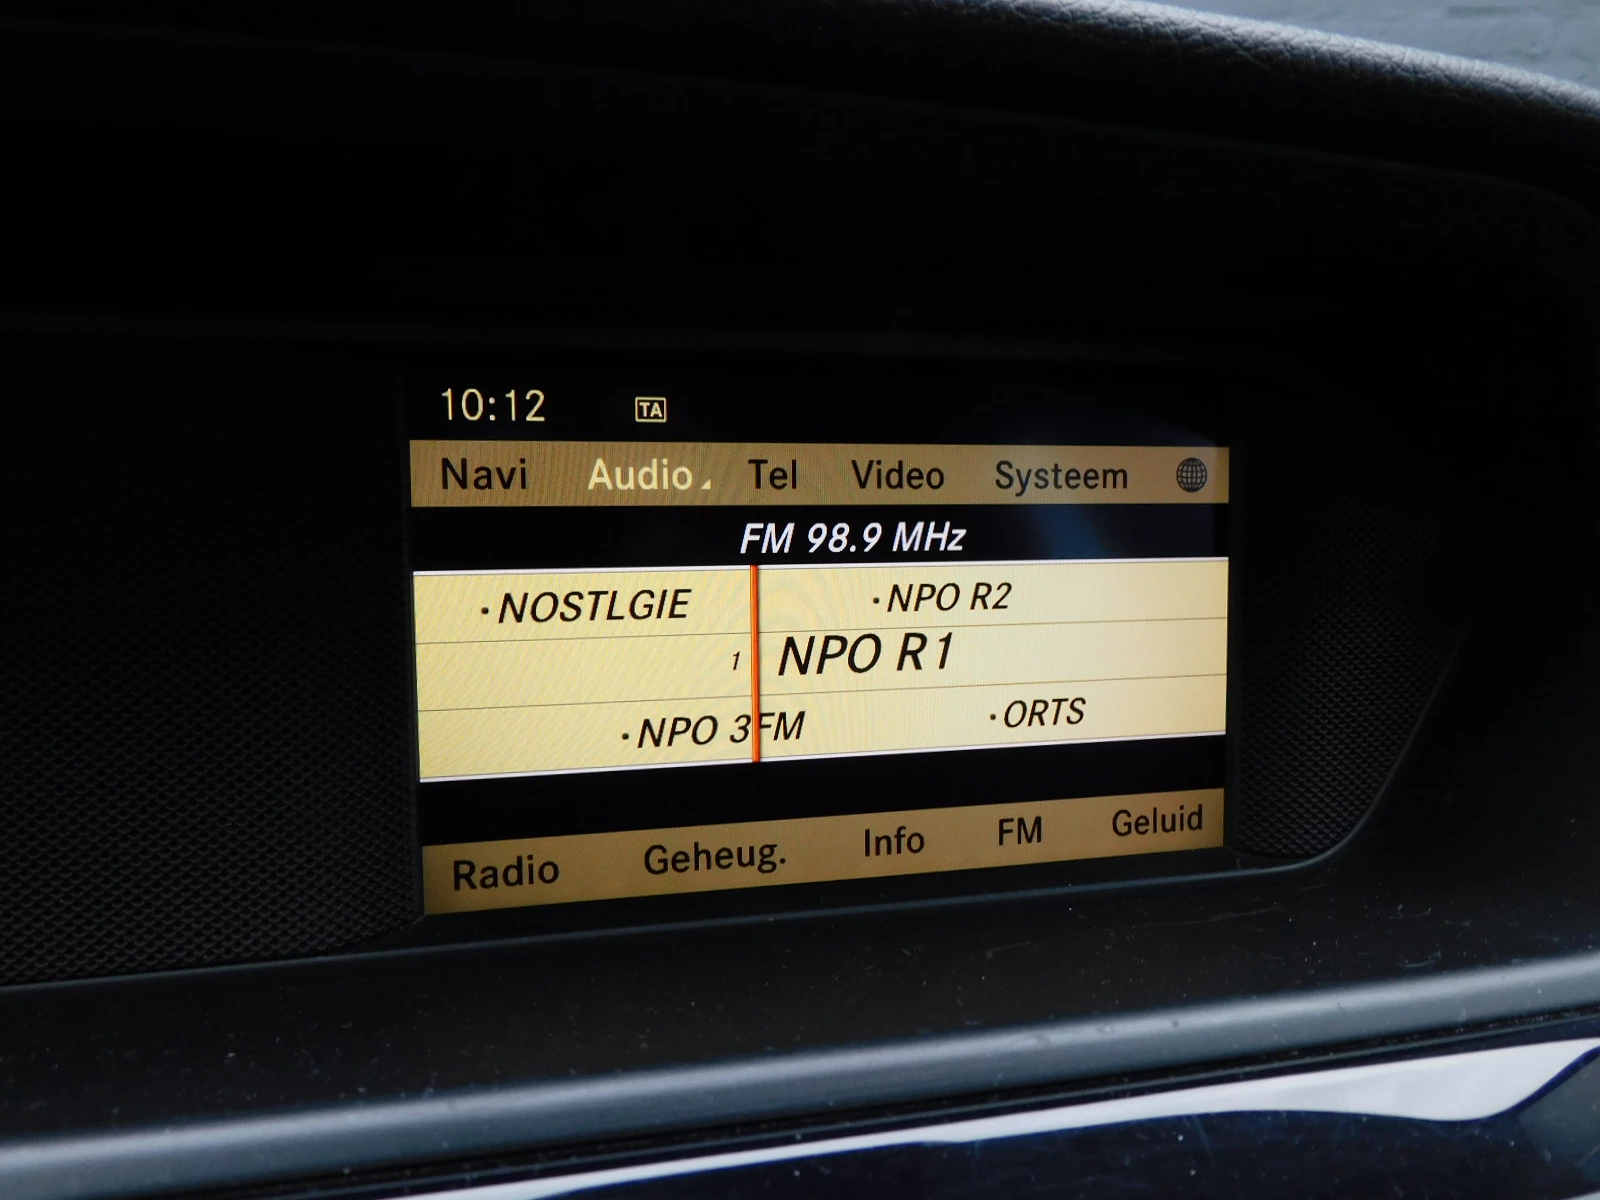 10:12 TA
Navi Audio Tel Video Systeem
FM 98.9 MHz
·NOSTLGIE ·NPO R2
1 NPO R1
·NPO 3FM ·ORTS
Radio Geheug. Info FM Geluid